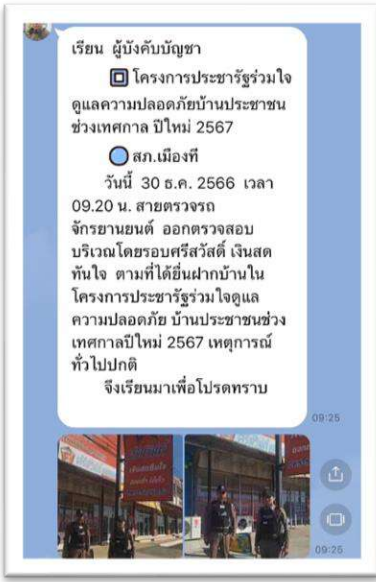 เรียน ผู้บังคับบัญชา
โครงการประชารัฐร่วมใจ
ดูแลความปลอดภัยบ้านประชาชน
ช่วงเทศกาล ปีใหม่ 2567
สภ.เมืองที
วันนี้ 30 ธ.ค. 2566 เวลา
09.20 น. สายตรวจรถ
จักรยานยนต์ ออกตรวจสอบ
บริเวณโดยรอบศรีสวัสดิ์ เงินสด
ทันใจ ตามที่ได้ยื่นฝากบ้านใน
โครงการประชารัฐร่วมใจดูแล
ความปลอดภัย บ้านประชาชนช่วง
เทศกาลปีใหม่ 2567 เหตุการณ์
ทั่วไปปกติ
จึงเรียนมาเพื่อโปรดทราบ
09:25
09:25